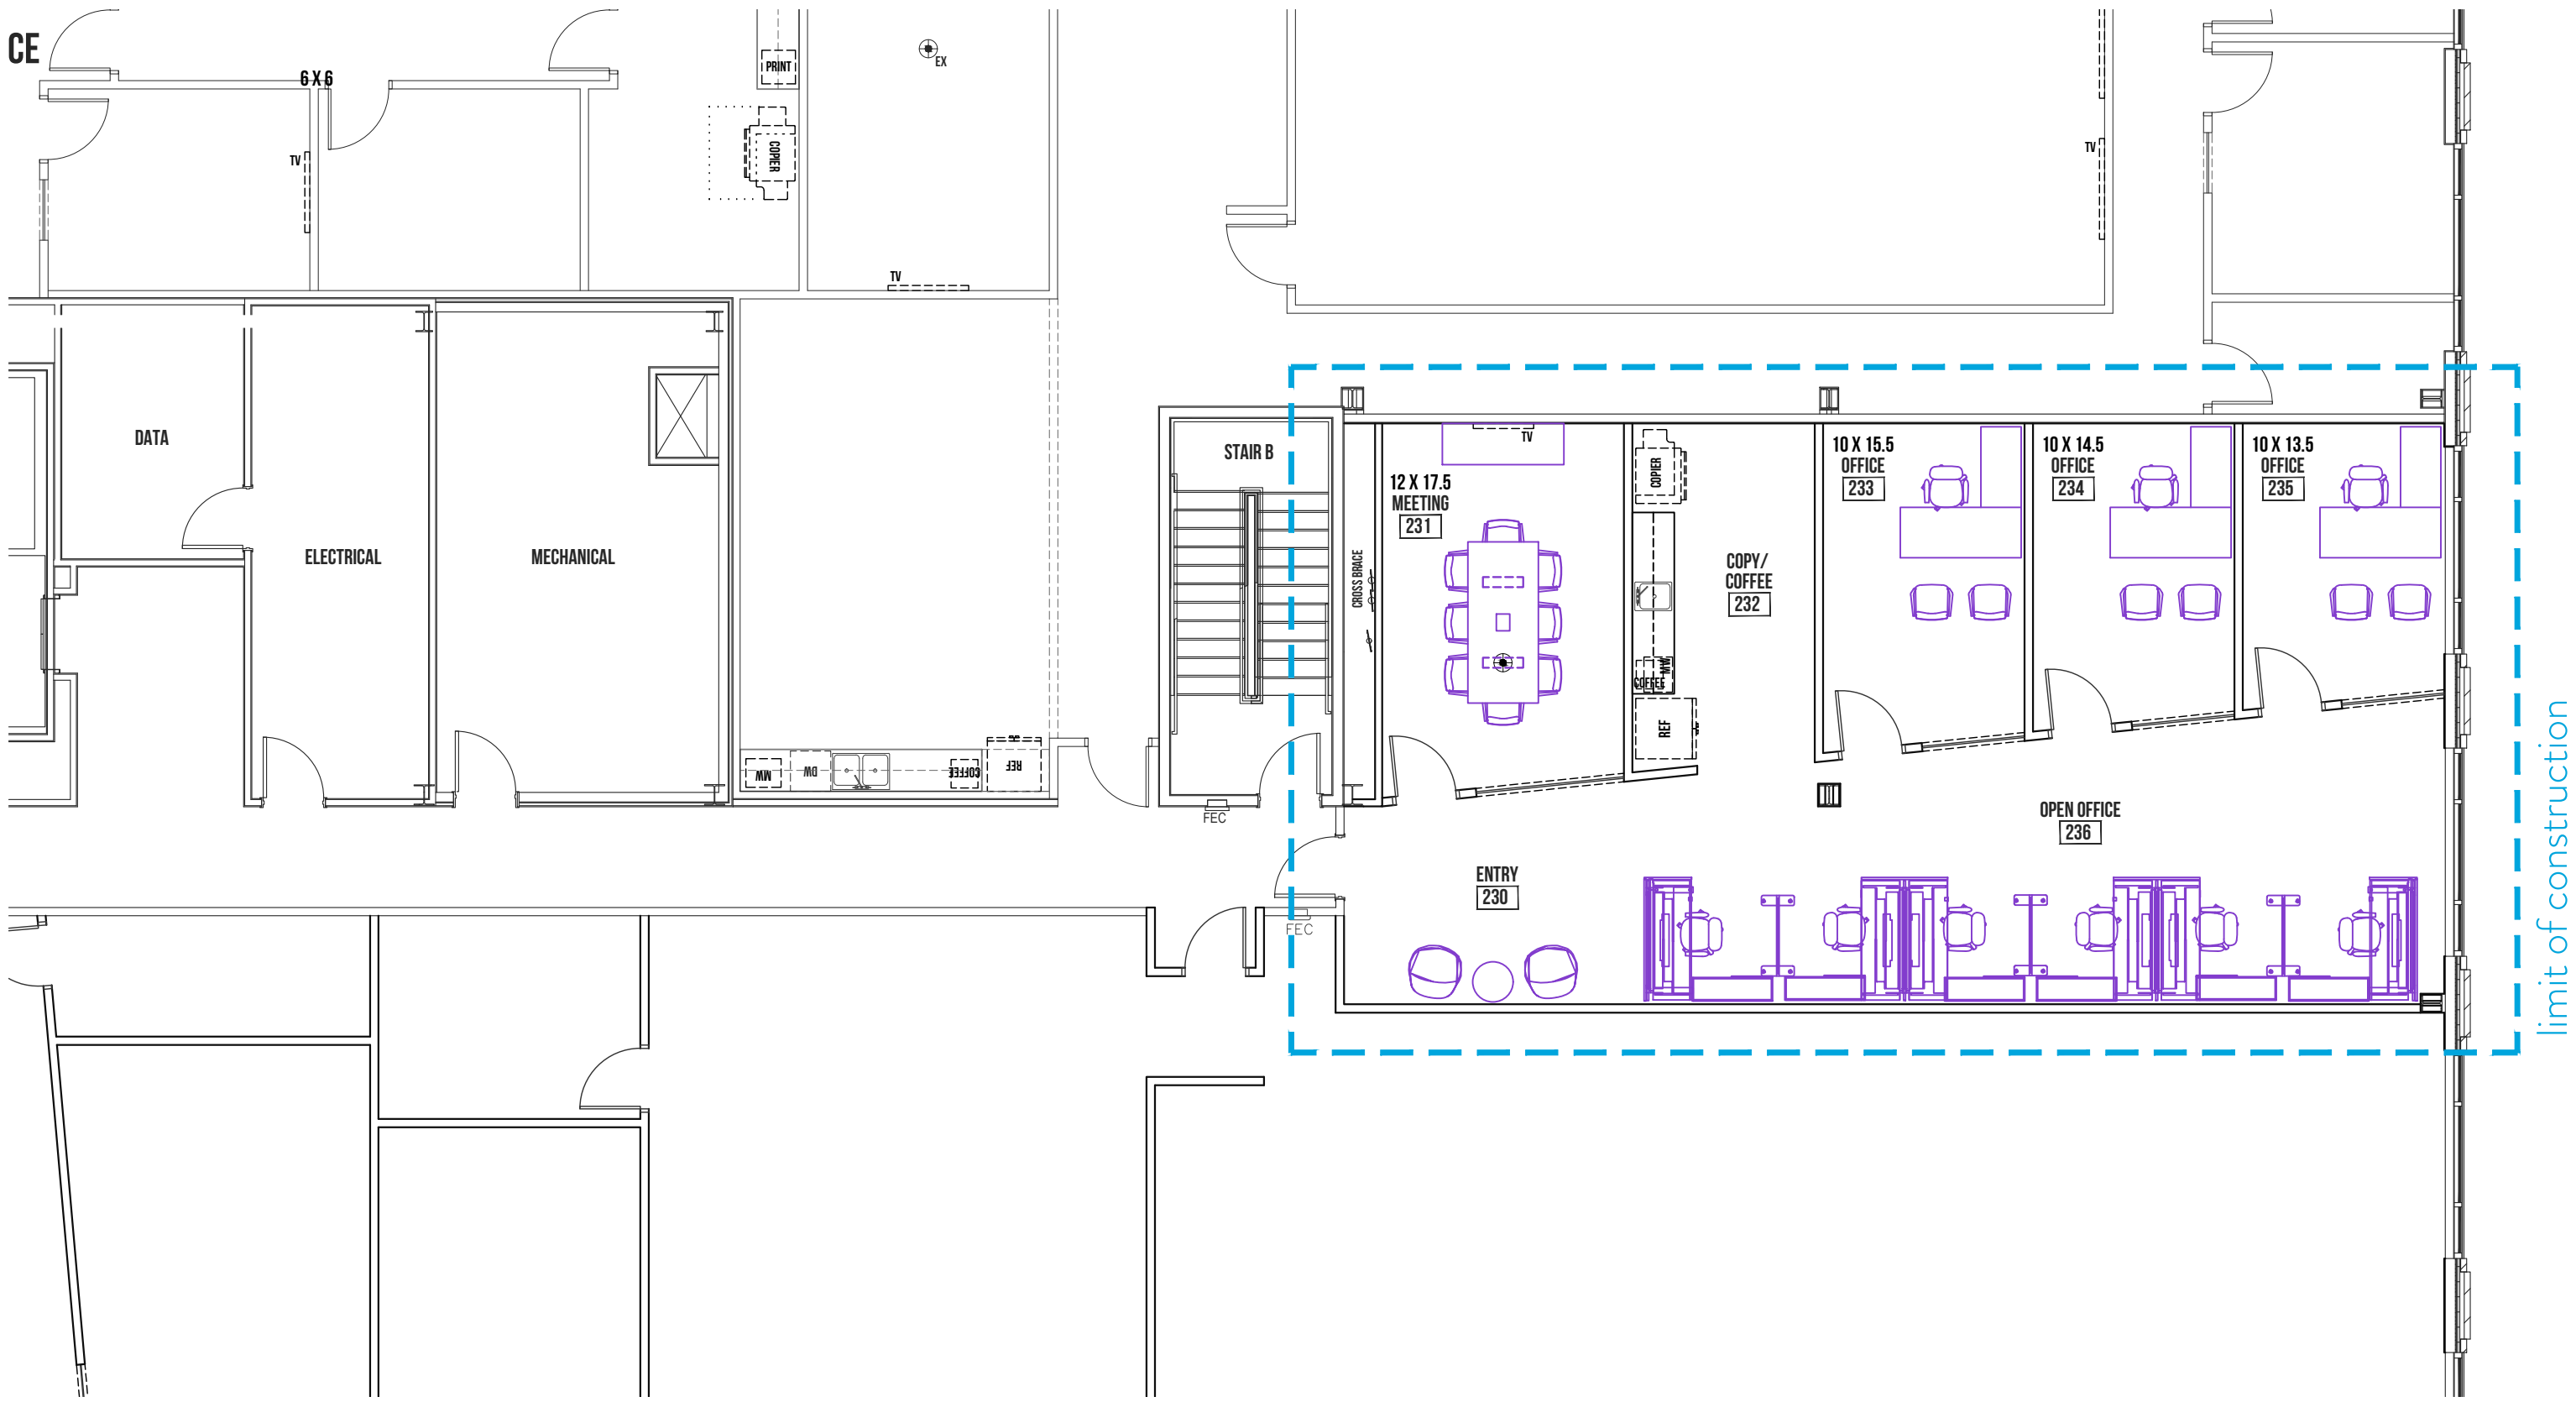 CE
6 X 6
PRINT
EX
COPIER
TV
TV
TV
DATA
ELECTRICAL
MECHANICAL
STAIR B
CROSS BRACE
TV
12 X 17.5
MEETING
231
COPIER
COPY/
COFFEE
232
MW
COFFEE
REF
10 X 15.5
OFFICE
233
10 X 14.5
OFFICE
234
10 X 13.5
OFFICE
235
MW
DW
COFFEE
REF
FEC
FEC
ENTRY
230
OPEN OFFICE
236
limit of construction